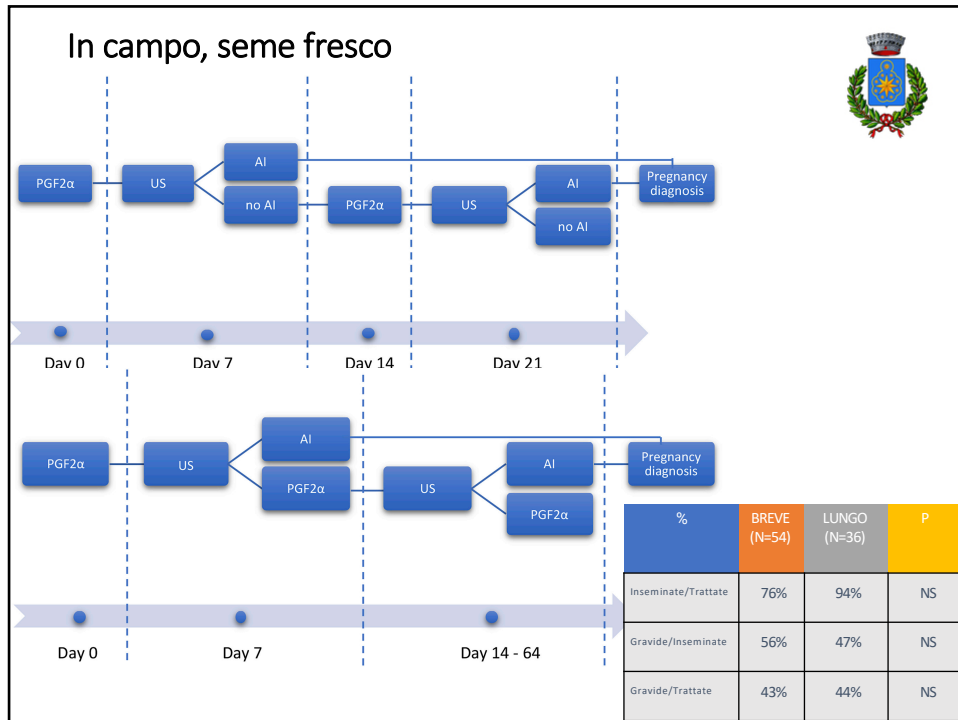 In campo, seme fresco
PGF2α
US
AI
no AI
PGF2α
US
AI
no AI
Pregnancy
diagnosis
Day 0
Day 7
Day 14
Day 21
PGF2α
US
AI
PGF2α
US
AI
PGF2α
Pregnancy
diagnosis
Day 0
Day 7
Day 14 - 64
% BREVE LUNGO P
(N=54) (N=36)
Inseminate/Trattate 76% 94% NS
Gravide/Inseminate 56% 47% NS
Gravide/Trattate 43% 44% NS